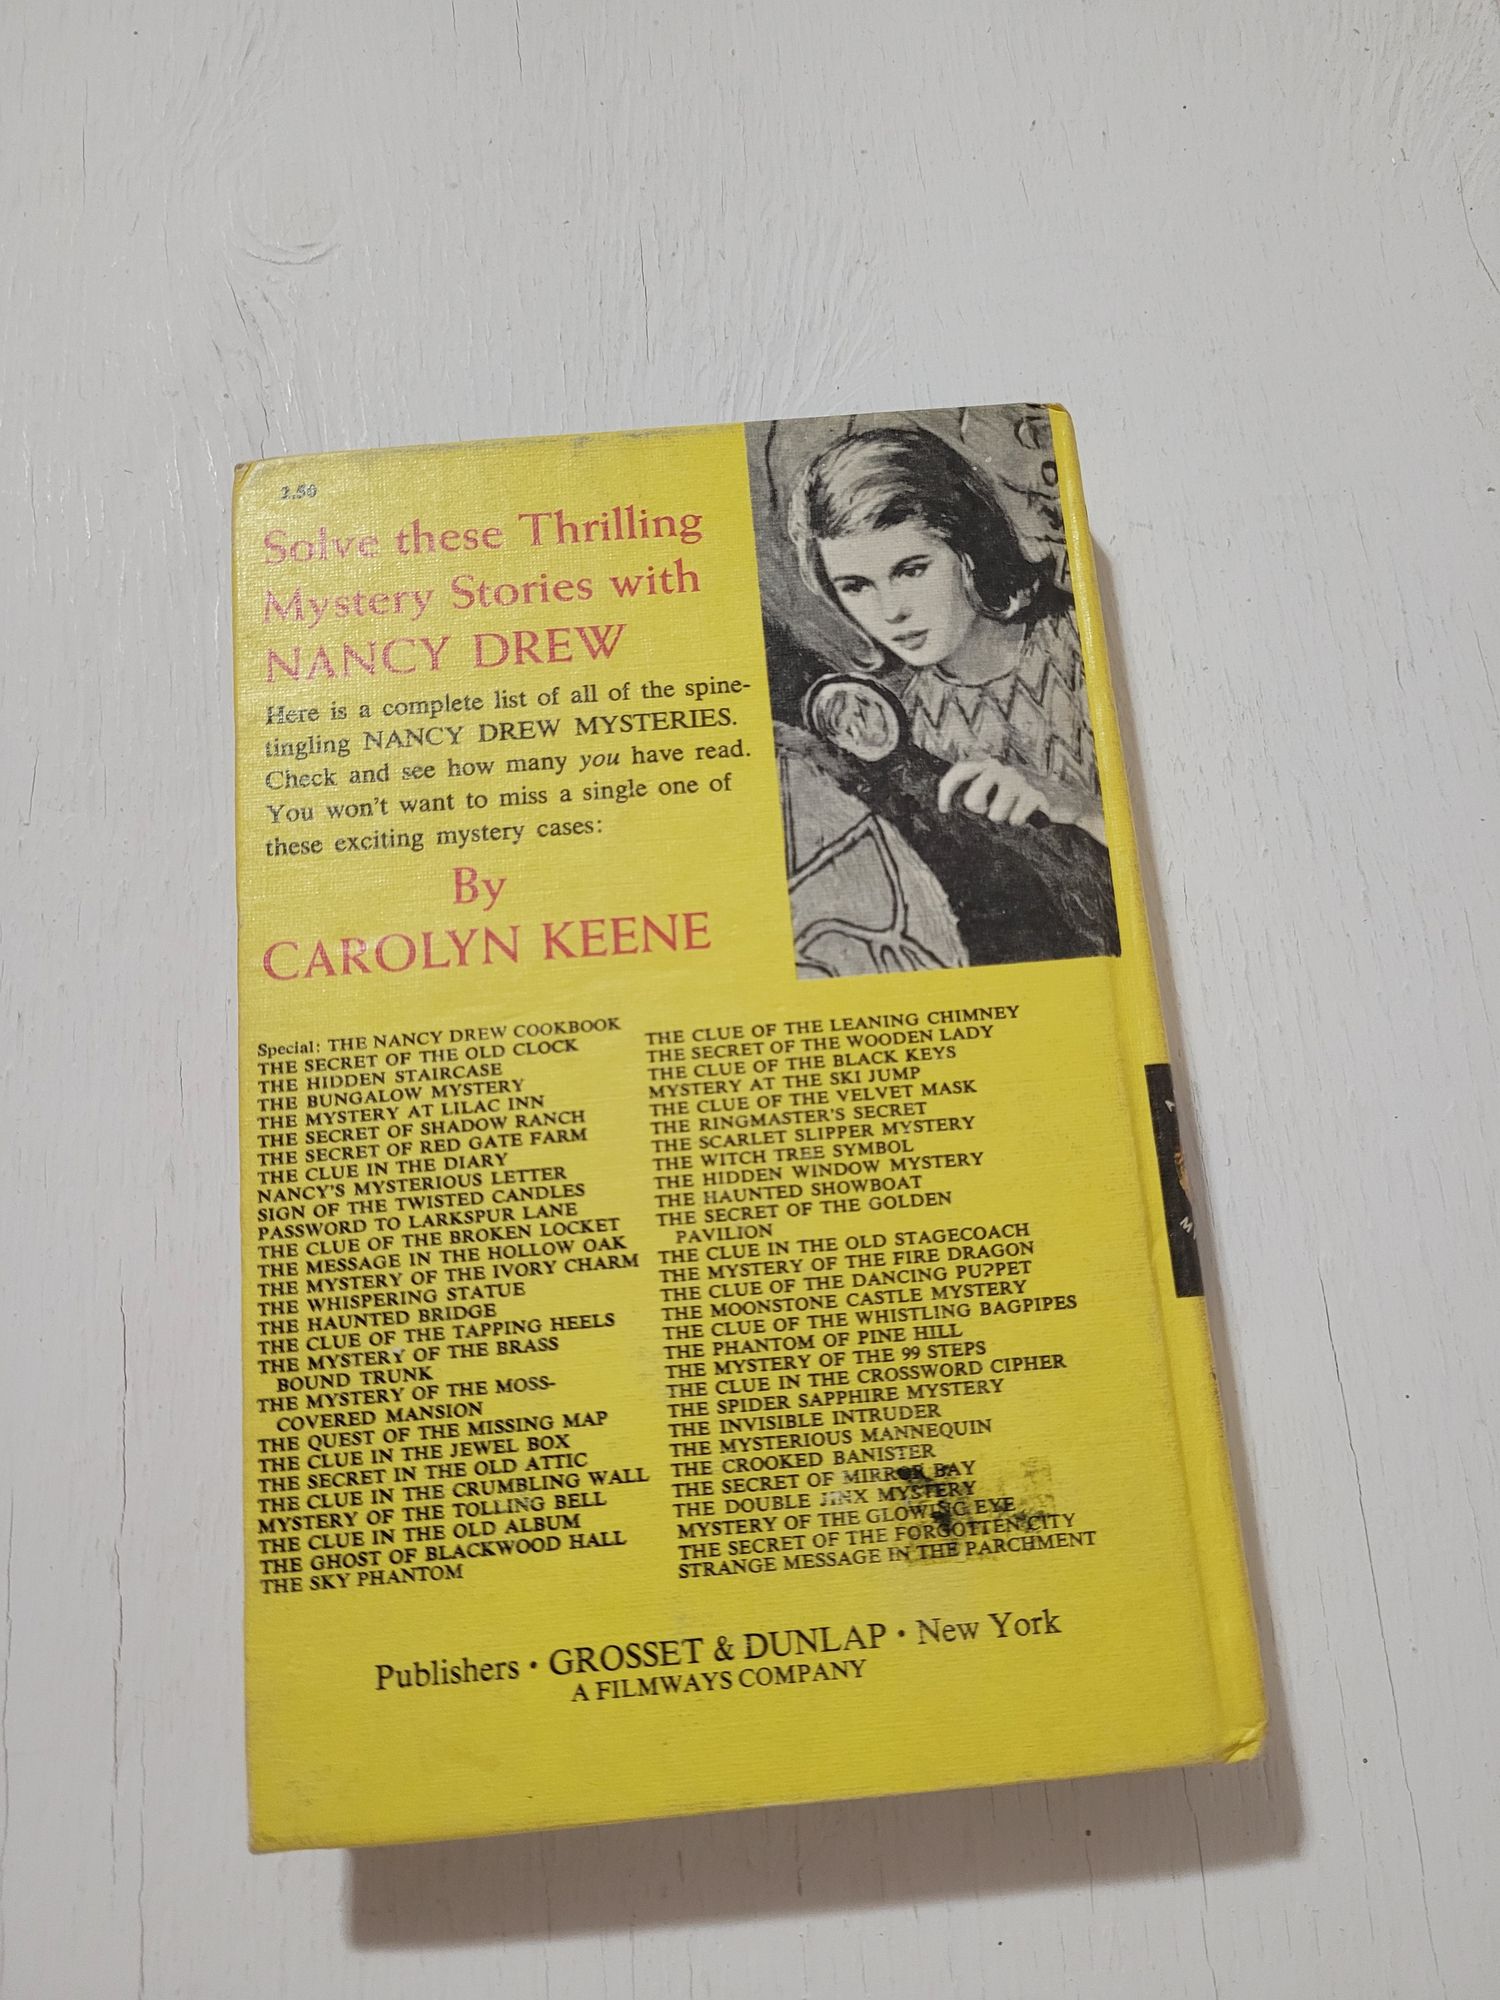 2.50
Solve these Thrilling
Mystery Stories with
NANCY DREW
Here is a complete list of all of the spine-
tingling NANCY DREW MYSTERIES.
Check and see how many you have read.
You won't want to miss a single one of
these exciting mystery cases:
By
CAROLYN KEENE
Special: THE NANCY DREW COOKBOOK
THE SECRET OF THE OLD CLOCK
THE HIDDEN STAIRCASE
THE BUNGALOW MYSTERY
THE MYSTERY AT LILAC INN
THE SECRET OF SHADOW RANCH
THE SECRET OF RED GATE FARM
THE CLUE IN THE DIARY
NANCY'S MYSTERIOUS LETTER
SIGN OF THE TWISTED CANDLES
PASSWORD TO LARKSPUR LANE
THE CLUE OF THE BROKEN LOCKET
THE MESSAGE IN THE HOLLOW OAK
THE MYSTERY OF THE IVORY CHARM
THE WHISPERING STATUE
THE HAUNTED BRIDGE
THE CLUE OF THE TAPPING HEELS
THE MYSTERY OF THE BRASS
BOUND TRUNK
THE MYSTERY OF THE MOSS-
COVERED MANSION
THE QUEST OF THE MISSING MAP
THE CLUE IN THE JEWEL BOX
THE SECRET IN THE OLD ATTIC
THE CLUE IN THE CRUMBLING WALL
MYSTERY OF THE TOLLING BELL
THE CLUE IN THE OLD ALBUM
THE GHOST OF BLACKWOOD HALL
THE SKY PHANTOM
THE CLUE OF THE LEANING CHIMNEY
THE SECRET OF THE WOODEN LADY
THE CLUE OF THE BLACK KEYS
MYSTERY AT THE SKI JUMP
THE CLUE OF THE VELVET MASK
THE RINGMASTER'S SECRET
THE SCARLET SLIPPER MYSTERY
THE WITCH TREE SYMBOL
THE HIDDEN WINDOW MYSTERY
THE HAUNTED SHOWBOAT
THE SECRET OF THE GOLDEN
PAVILION
THE CLUE IN THE OLD STAGECOACH
THE MYSTERY OF THE FIRE DRAGON
THE CLUE OF THE DANCING PU?PET
THE MOONSTONE CASTLE MYSTERY
THE CLUE OF THE WHISTLING BAGPIPES
THE PHANTOM OF PINE HILL
THE MYSTERY OF THE 99 STEPS
THE CLUE IN THE CROSSWORD CIPHER
THE SPIDER SAPPHIRE MYSTERY
THE INVISIBLE INTRUDER
THE MYSTERIOUS MANNEQUIN
THE CROOKED BANISTER
THE SECRET OF MIRROR BAY
THE DOUBLE JINX MYSTERY
MYSTERY OF THE GLOWING EYE
THE SECRET OF THE FORGOTTEN CITY
STRANGE MESSAGE IN THE PARCHMENT
Publishers • GROSSET & DUNLAP • New York
A FILMWAYS COMPANY